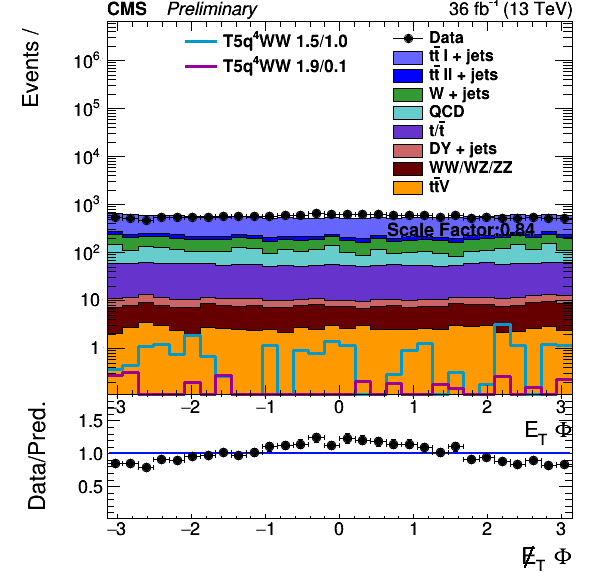 CMS Preliminary 36 fb⁻¹ (13 TeV)
Events /
T5q⁴WW 1.5/1.0
T5q⁴WW 1.9/0.1
Data
tt̄ l + jets
tt̄ ll + jets
W + jets
QCD
t/t̄
DY + jets
WW/WZ/ZZ
tt̄V
10⁶
10⁵
10⁴
10³
10²
10
1
Scale Factor:0.84
−3 −2 −1 0 1 2 3
E_T Φ
Data/Pred.
1.5
1.0
0.5
−3 −2 −1 0 1 2 3
E̸_T Φ